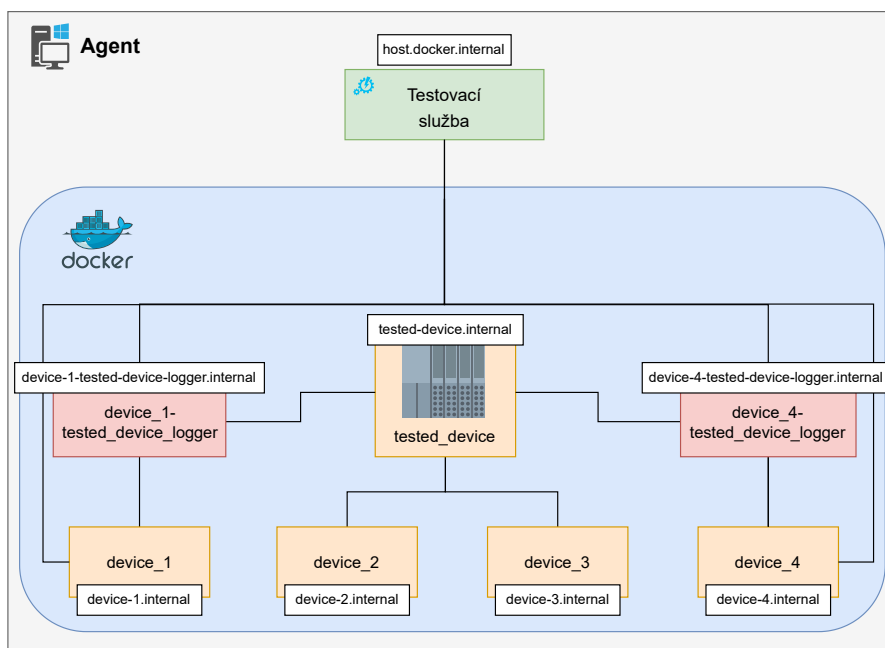 Agent
host.docker.internal
Testovací
služba
docker
tested-device.internal
device-1-tested-device-logger.internal
device-4-tested-device-logger.internal
device_1-
tested_device_logger
tested_device
device_4-
tested_device_logger
device_1
device_2
device_3
device_4
device-1.internal
device-2.internal
device-3.internal
device-4.internal